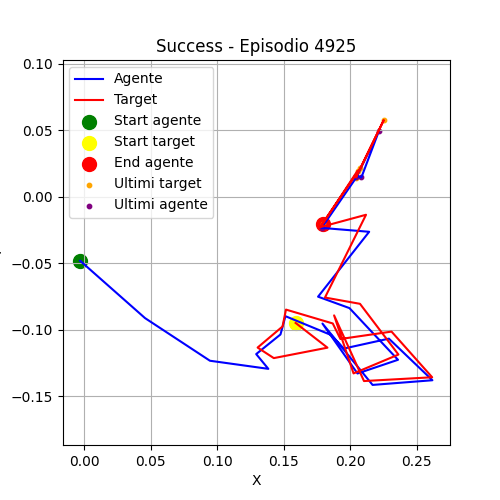 Success - Episodio 4925
0.10
0.05
0.00
−0.05
−0.10
−0.15
Agente
Target
Start agente
Start target
End agente
Ultimi target
Ultimi agente
0.00 0.05 0.10 0.15 0.20 0.25
X